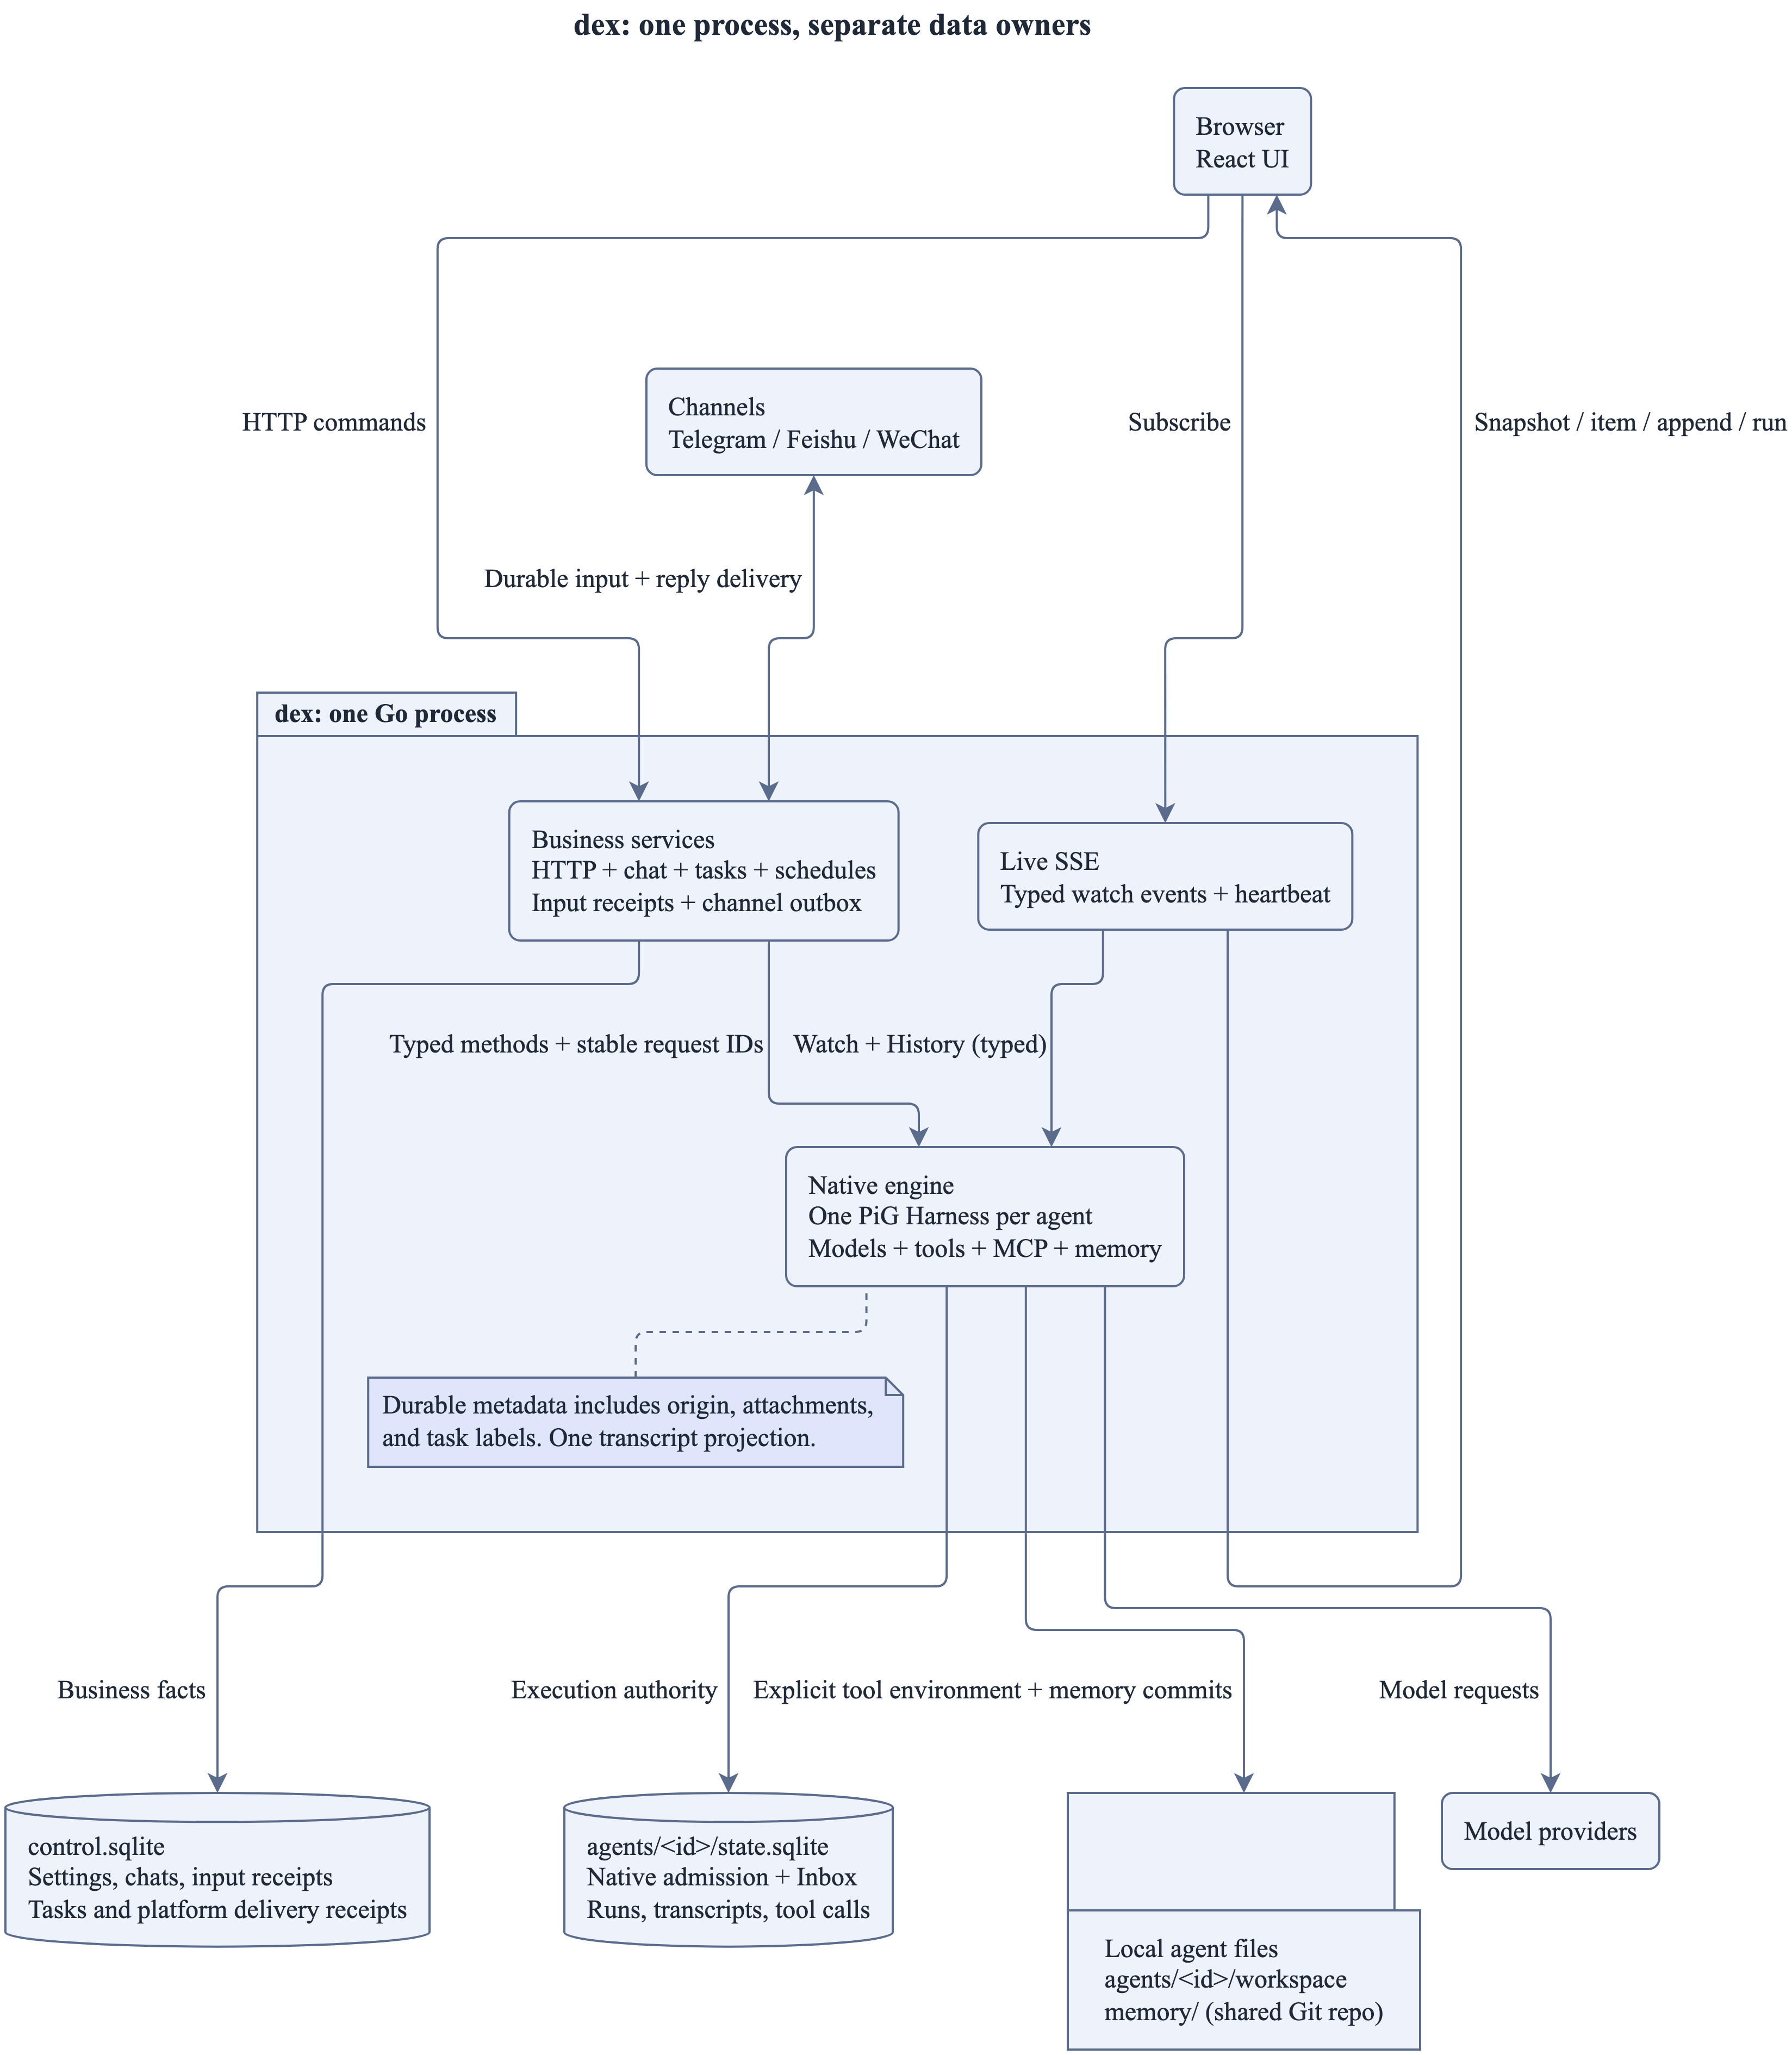 dex: one process, separate data owners
Browser
React UI
HTTP commands
Channels
Telegram / Feishu / WeChat
Subscribe
Snapshot / item / append / run
Durable input + reply delivery
dex: one Go process
Business services
HTTP + chat + tasks + schedules
Input receipts + channel outbox
Live SSE
Typed watch events + heartbeat
Typed methods + stable request IDs
Watch + History (typed)
Native engine
One PiG Harness per agent
Models + tools + MCP + memory
Durable metadata includes origin, attachments,
and task labels. One transcript projection.
Business facts
Execution authority
Explicit tool environment + memory commits
Model requests
control.sqlite
Settings, chats, input receipts
Tasks and platform delivery receipts
agents/<id>/state.sqlite
Native admission + Inbox
Runs, transcripts, tool calls
Local agent files
agents/<id>/workspace
memory/ (shared Git repo)
Model providers